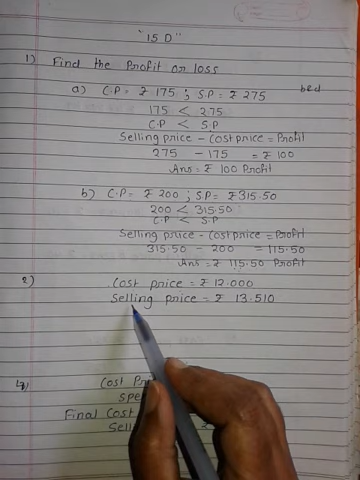 "15 D"
1) Find the Profit or loss
a) C.P = ₹ 175 ; S.P = ₹ 275
175 < 275
C.P < S.P
Selling price - cost price = Profit
275 - 175 = ₹ 100
Ans = ₹ 100 Profit
b) C.P = ₹ 200 ; S.P = ₹ 315.50
200 < 315.50
C.P < S.P
Selling price - cost price = Profit
315.50 - 200 = 115.50
Ans = ₹ 115.50 Profit
2) Cost price = ₹ 12.000
Selling price = ₹ 13.510
4) Cost
Final Cost